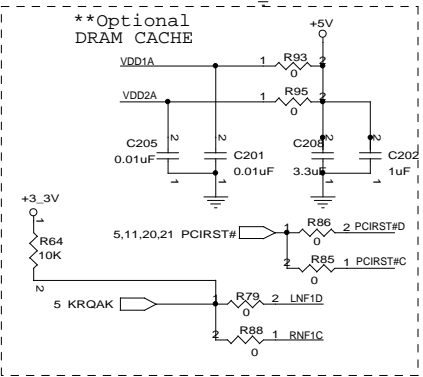 **Optional
DRAM CACHE
+5V
VDD1A 1 R93 2
0
VDD2A 1 R95 2
0
2 2 2 2
C205 C201 C208 C202
0.01uF 0.01uF 3.3uF 1uF
1 1 1 1
+3_3V
1
R64
10K
2
5,11,20,21 PCIRST# 1 R86 2 PCIRST#D
0
2 R85 1 PCIRST#C
0
5 KRQAK 1 R79 2 LNF1D
0
2 R88 1 RNF1C
0